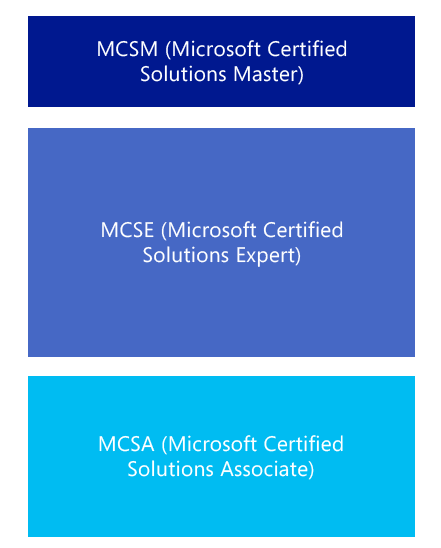 MCSM (Microsoft Certified
Solutions Master)
MCSE (Microsoft Certified
Solutions Expert)
MCSA (Microsoft Certified
Solutions Associate)